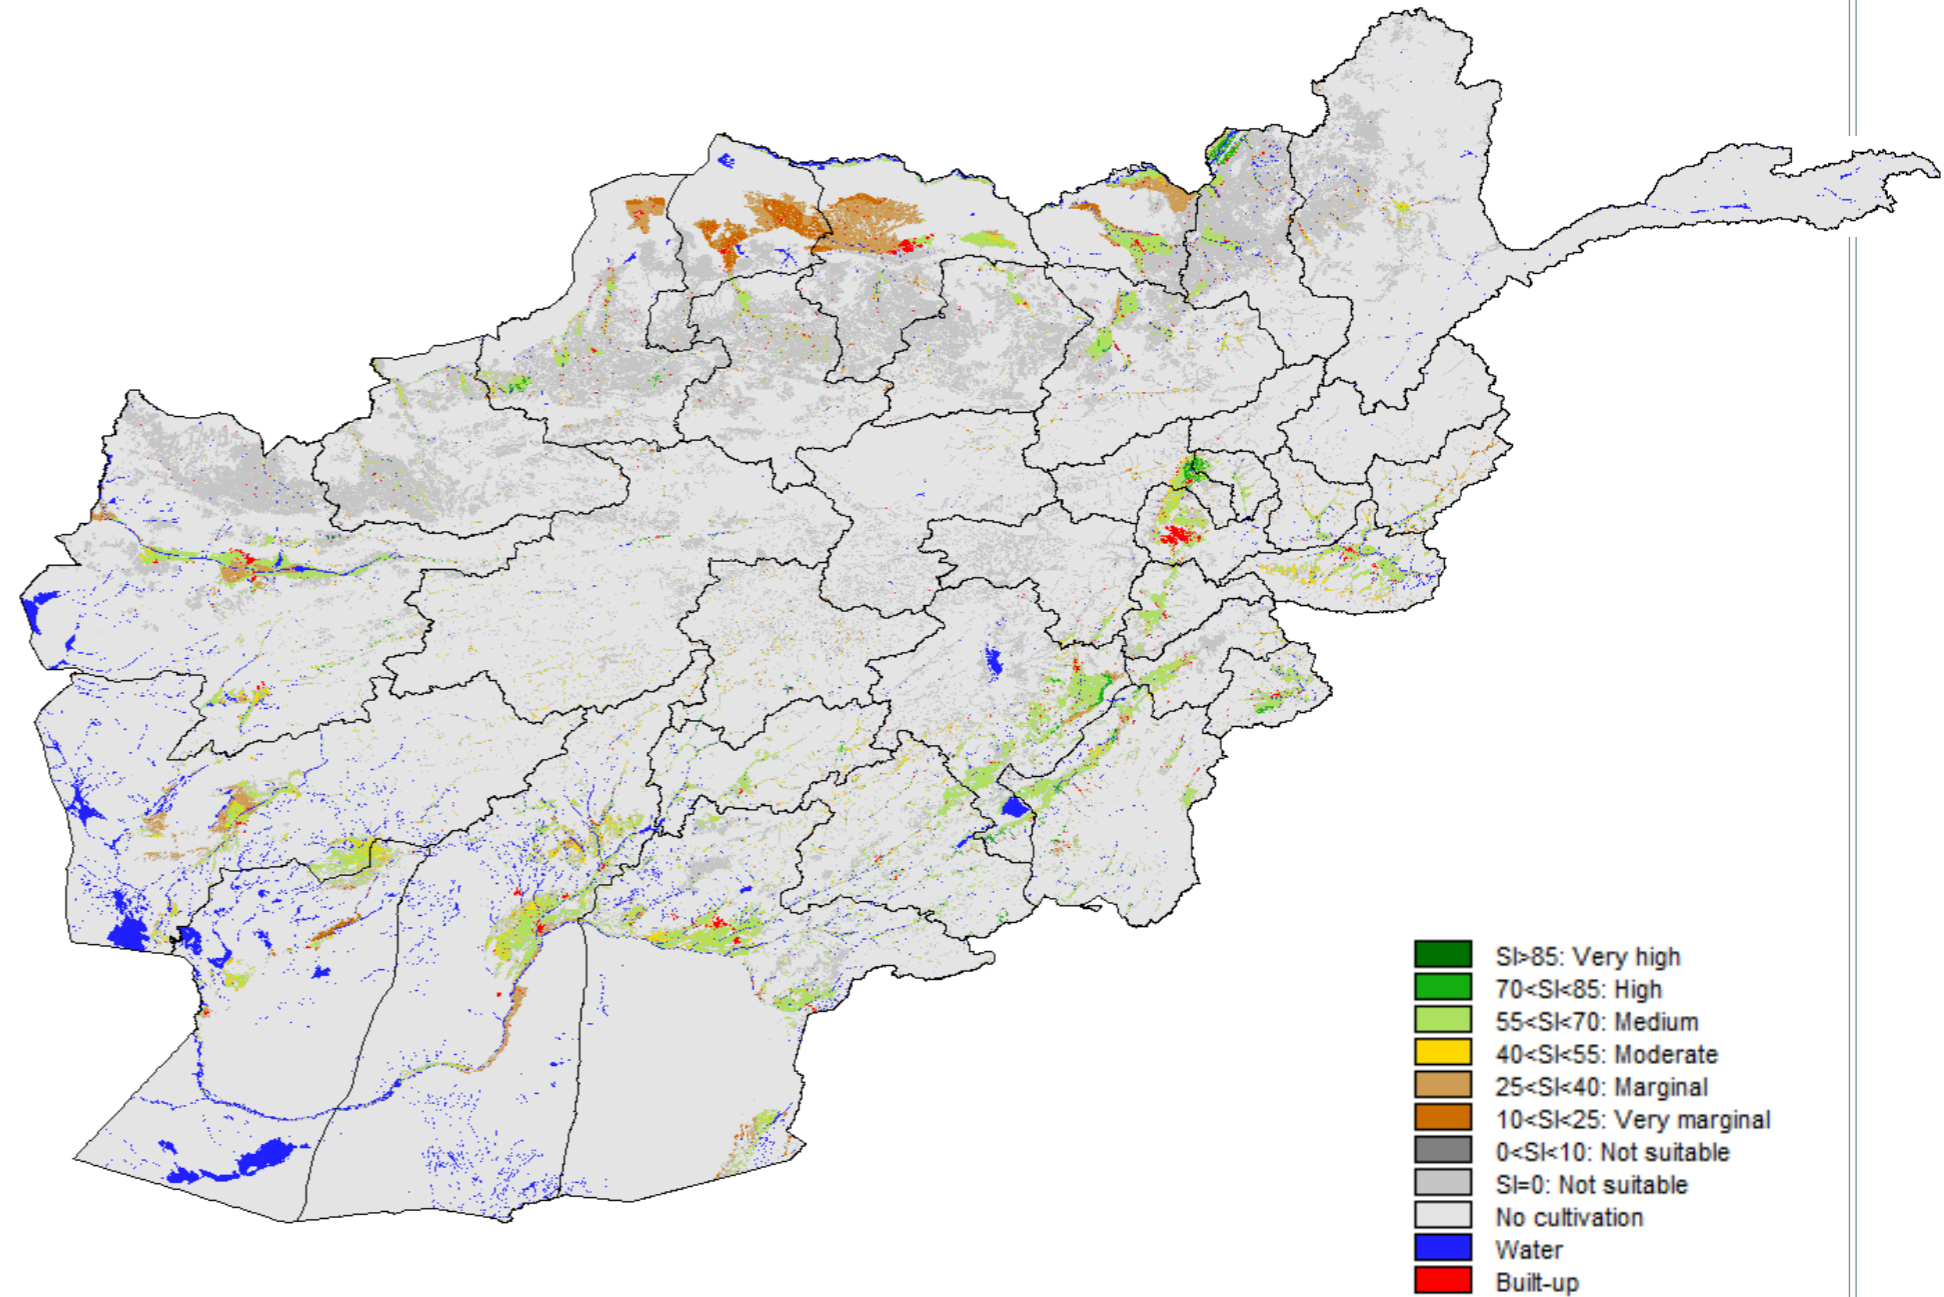 SI>85: Very high
70<SI<85: High
55<SI<70: Medium
40<SI<55: Moderate
25<SI<40: Marginal
10<SI<25: Very marginal
0<SI<10: Not suitable
SI=0: Not suitable
No cultivation
Water
Built-up